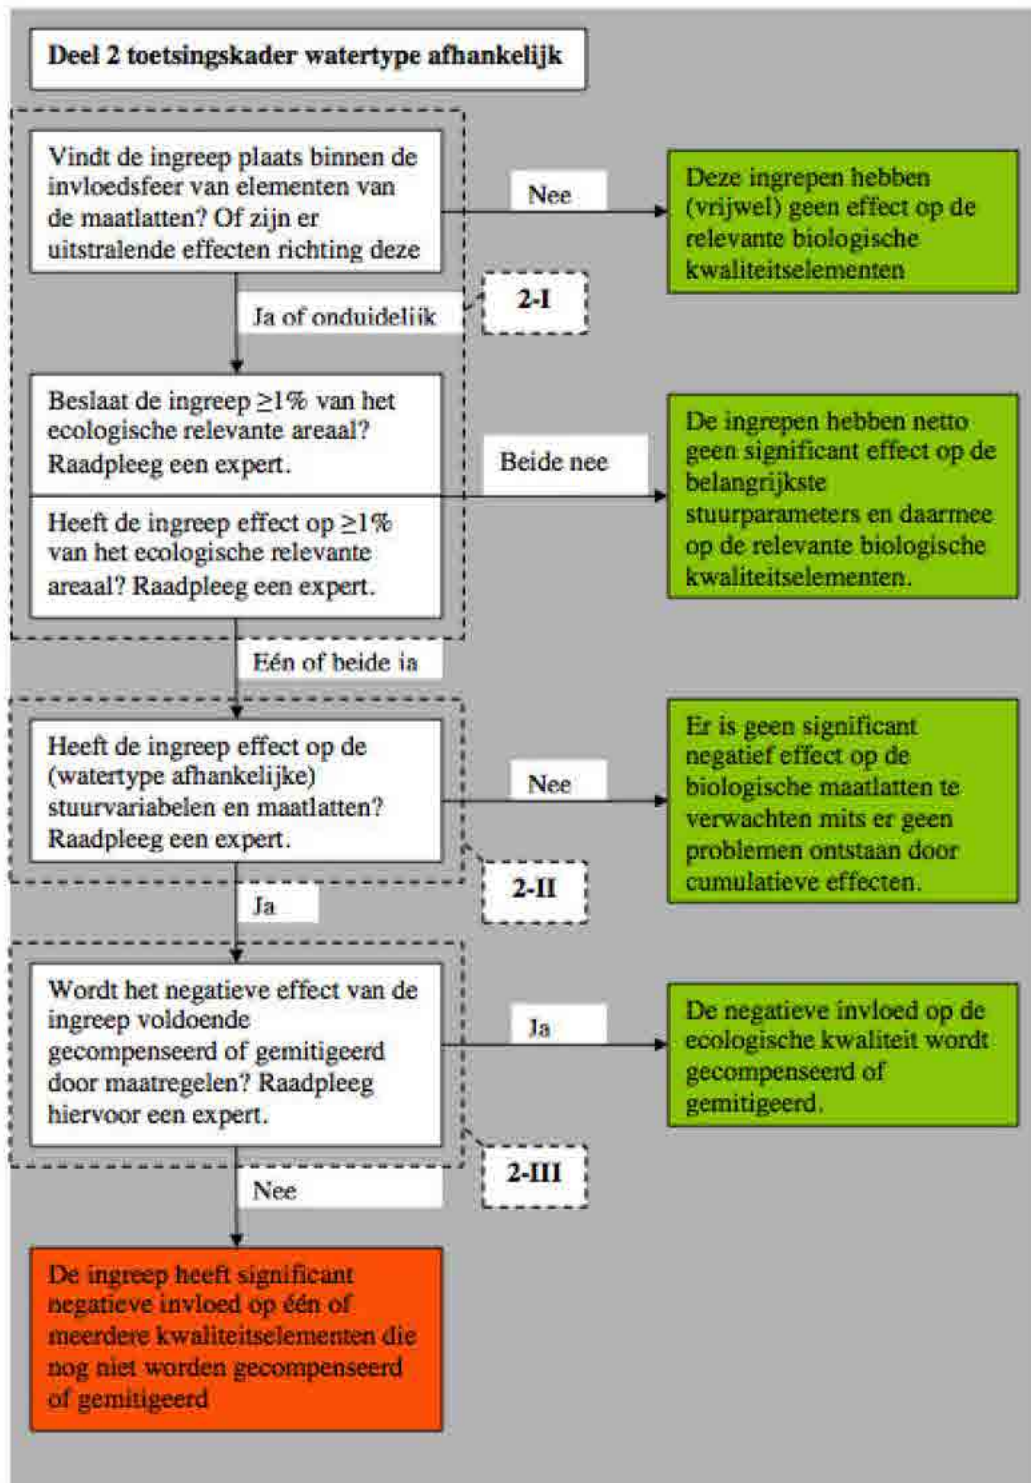 Deel 2 toetsingskader watertype afhankelijk
Vindt de ingreep plaats binnen de
invloedsfeer van elementen van
de maatlatten? Of zijn er
uitstralende effecten richting deze
Nee
Deze ingrepen hebben
(vrijwel) geen effect op de
relevante biologische
kwaliteitselementen
Ja of onduidelijk
2-I
Beslaat de ingreep ≥1% van het
ecologische relevante areaal?
Raadpleeg een expert.
Heeft de ingreep effect op ≥1%
van het ecologische relevante
areaal? Raadpleeg een expert.
Beide nee
De ingrepen hebben netto
geen significant effect op de
belangrijkste
stuurparameters en daarmee
op de relevante biologische
kwaliteitselementen.
Eén of beide ja
Heeft de ingreep effect op de
(watertype afhankelijke)
stuurvariabelen en maatlatten?
Raadpleeg een expert.
Nee
Er is geen significant
negatief effect op de
biologische maatlatten te
verwachten mits er geen
problemen ontstaan door
cumulatieve effecten.
2-II
Ja
Wordt het negatieve effect van de
ingreep voldoende
gecompenseerd of gemitigeerd
door maatregelen? Raadpleeg
hiervoor een expert.
Ja
De negatieve invloed op de
ecologische kwaliteit wordt
gecompenseerd of
gemitigeerd.
2-III
Nee
De ingreep heeft significant
negatieve invloed op één of
meerdere kwaliteitselementen die
nog niet worden gecompenseerd
of gemitigeerd